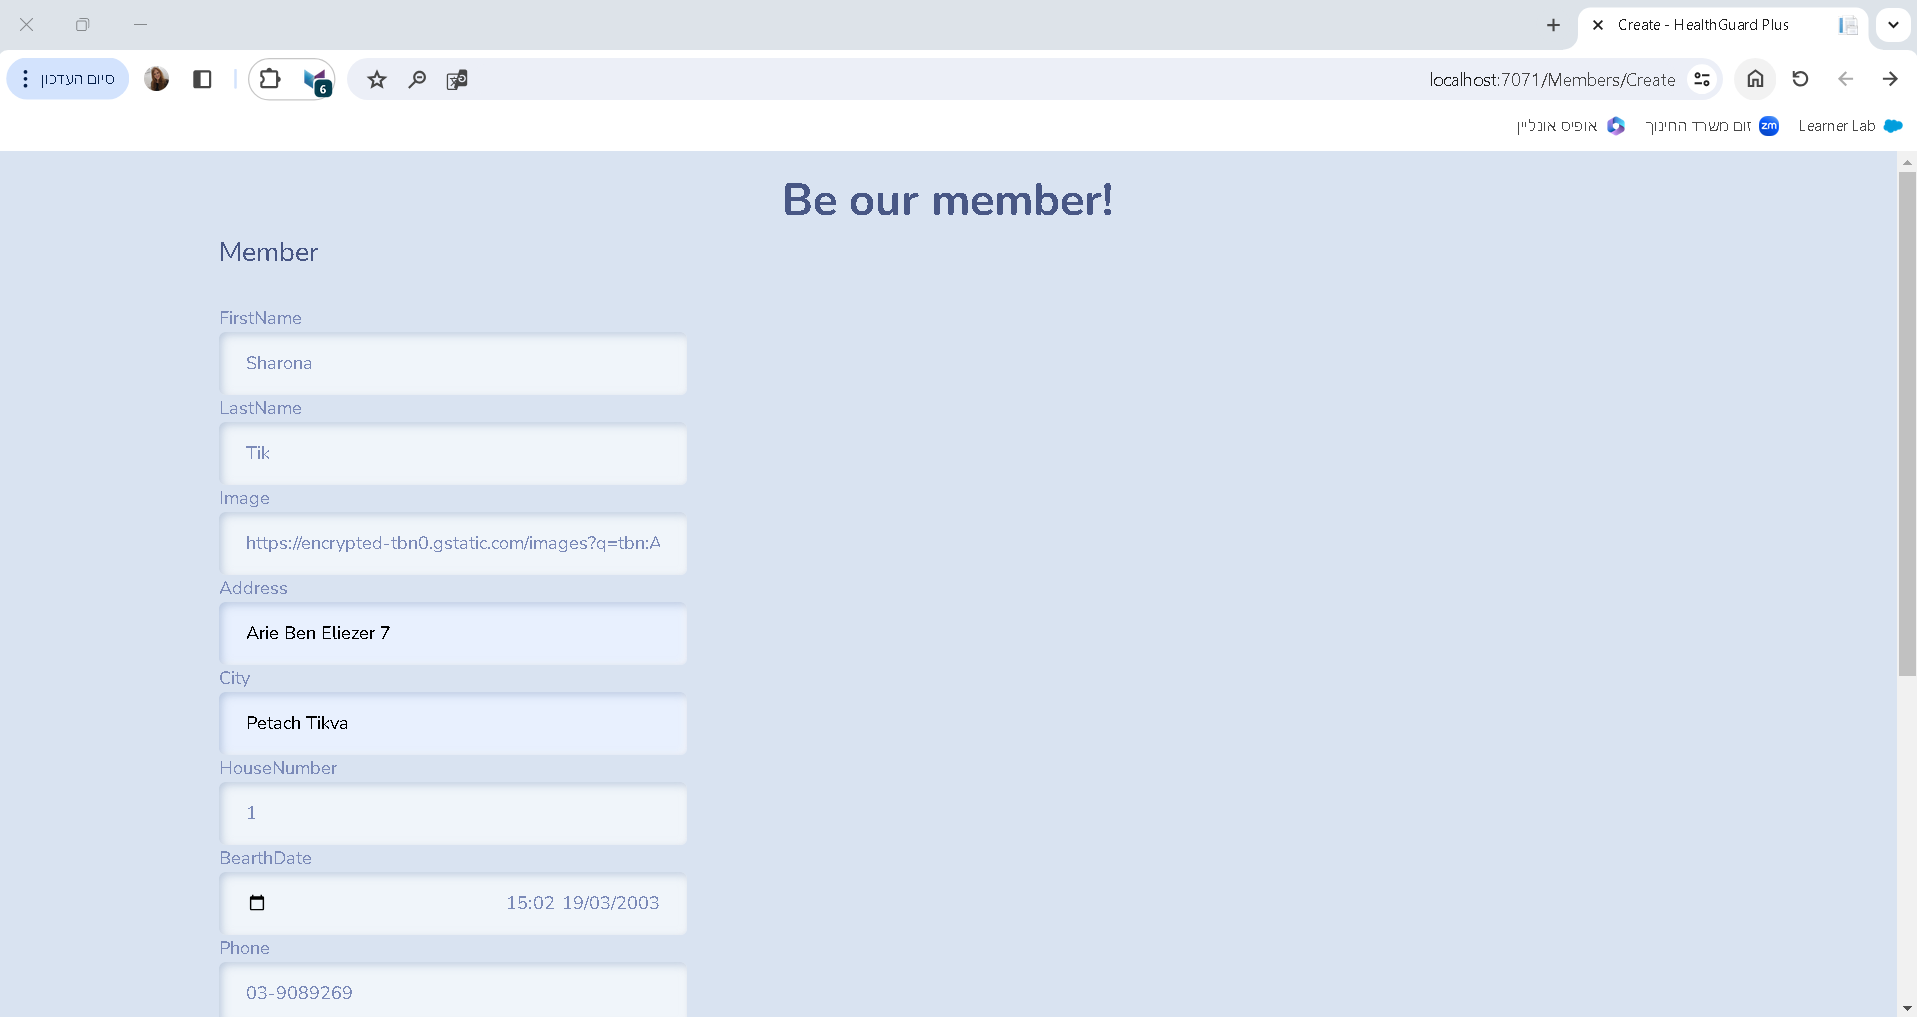 Create - HealthGuard Plus
סיום העדכון
6
localhost:7071/Members/Create
Learner Lab
zm
זום משרד החינוך
אופיס אונליין
Be our member!
Member
FirstName
Sharona
LastName
Tik
Image
https://encrypted-tbn0.gstatic.com/images?q=tbn:A
Address
Arie Ben Eliezer 7
City
Petach Tikva
HouseNumber
1
BearthDate
15:02 19/03/2003
Phone
03-9089269